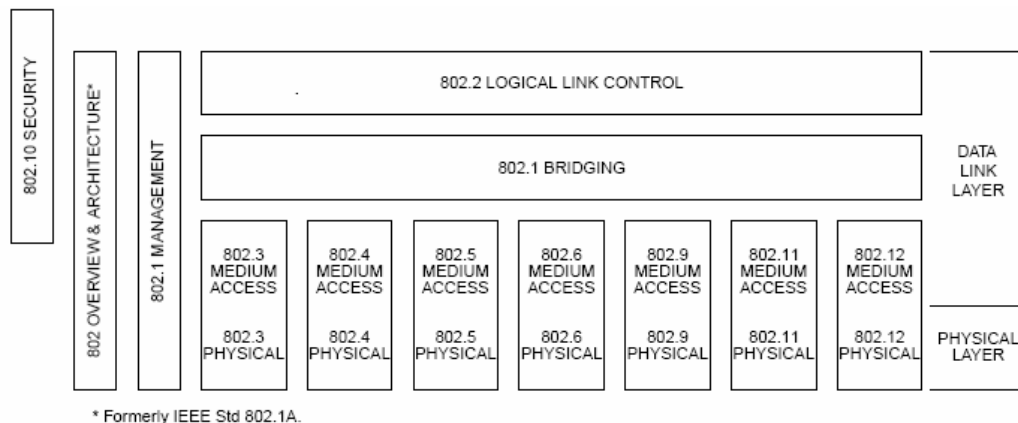 802.10 SECURITY
802 OVERVIEW & ARCHITECTURE*
802.1 MANAGEMENT
802.2 LOGICAL LINK CONTROL
802.1 BRIDGING
DATA
LINK
LAYER
802.3
MEDIUM
ACCESS
802.3
PHYSICAL
802.4
MEDIUM
ACCESS
802.4
PHYSICAL
802.5
MEDIUM
ACCESS
802.5
PHYSICAL
802.6
MEDIUM
ACCESS
802.6
PHYSICAL
802.9
MEDIUM
ACCESS
802.9
PHYSICAL
802.11
MEDIUM
ACCESS
802.11
PHYSICAL
802.12
MEDIUM
ACCESS
802.12
PHYSICAL
PHYSICAL
LAYER
* Formerly IEEE Std 802.1A.